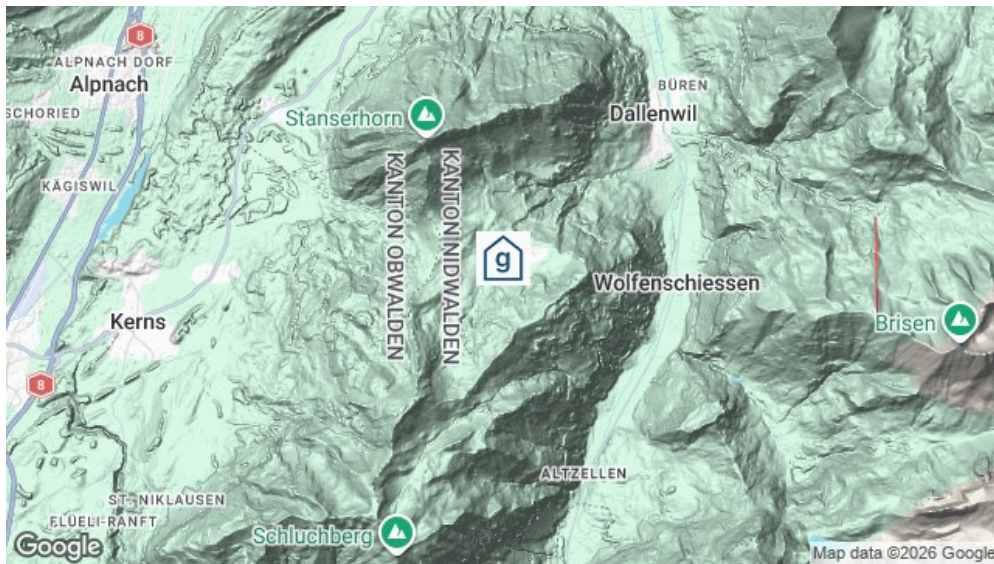 8
ALPNACH DORF
Alpnach
SCHORIED
KÄGISWIL
Stanserhorn
BÜREN
Dallenwil
KANTON OBWALDEN
KANTON NIDWALDEN
g
Wolfenschiessen
Brisen
Kerns
8
ALTZELLEN
ST. NIKLAUSEN
FLÜELI-RANFT
Schluchberg
Google
Map data ©2026 Google